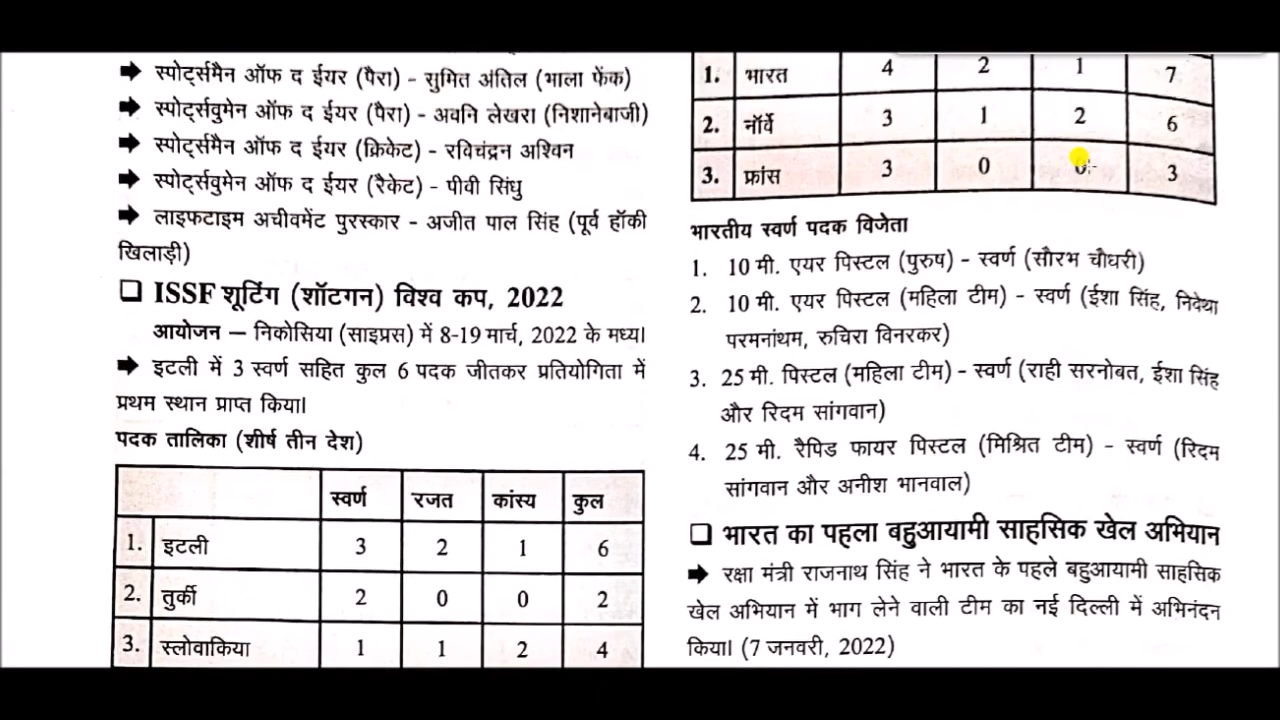 ➡ स्पोर्ट्समैन ऑफ द ईयर (पैरा) - सुमित अंतिल (भाला फेंक)
➡ स्पोर्ट्सवुमेन ऑफ द ईयर (पैरा) - अवनि लेखरा (निशानेबाजी)
➡ स्पोर्ट्समैन ऑफ द ईयर (क्रिकेट) - रविचंद्रन अश्विन
➡ स्पोर्ट्सवुमेन ऑफ द ईयर (रैकेट) - पीवी सिंधु
➡ लाइफटाइम अचीवमेंट पुरस्कार - अजीत पाल सिंह (पूर्व हॉकी
खिलाड़ी)
❑ ISSF शूटिंग (शॉटगन) विश्व कप, 2022
आयोजन – निकोसिया (साइप्रस) में 8-19 मार्च, 2022 के मध्य।
➡ इटली में 3 स्वर्ण सहित कुल 6 पदक जीतकर प्रतियोगिता में
प्रथम स्थान प्राप्त किया।
पदक तालिका (शीर्ष तीन देश)
स्वर्ण रजत कांस्य कुल
1. इटली 3 2 1 6
2. तुर्की 2 0 0 2
3. स्लोवाकिया 1 1 2 4
1. भारत 4 2 1 7
2. नॉर्वे 3 1 2 6
3. फ्रांस 3 0 0 3
भारतीय स्वर्ण पदक विजेता
1. 10 मी. एयर पिस्टल (पुरुष) - स्वर्ण (सौरभ चौधरी)
2. 10 मी. एयर पिस्टल (महिला टीम) - स्वर्ण (ईशा सिंह, निवेथा
परमनांथम, रुचिरा विनरकर)
3. 25 मी. पिस्टल (महिला टीम) - स्वर्ण (राही सरनोबत, ईशा सिंह
और रिदम सांगवान)
4. 25 मी. रैपिड फायर पिस्टल (मिश्रित टीम) - स्वर्ण (रिदम
सांगवान और अनीश भानवाल)
❑ भारत का पहला बहुआयामी साहसिक खेल अभियान
➡ रक्षा मंत्री राजनाथ सिंह ने भारत के पहले बहुआयामी साहसिक
खेल अभियान में भाग लेने वाली टीम का नई दिल्ली में अभिनंदन
किया। (7 जनवरी, 2022)